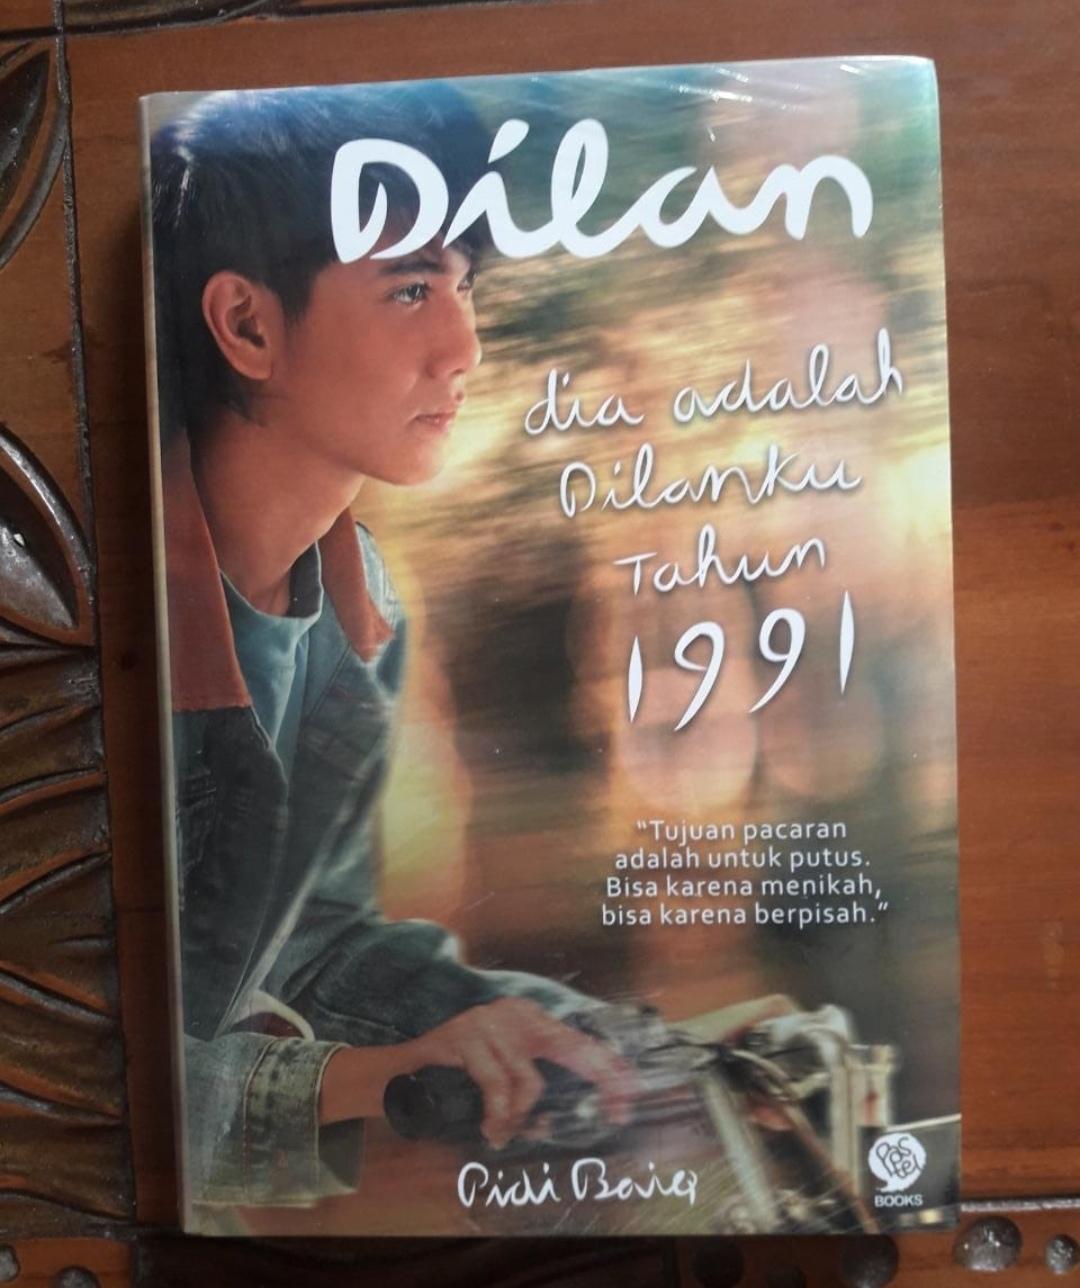 Dilan
dia adalah
Dilanku
Tahun
1991
"Tujuan pacaran
adalah untuk putus.
Bisa karena menikah,
bisa karena berpisah."
Pidi Baiq
Pastel
BOOKS